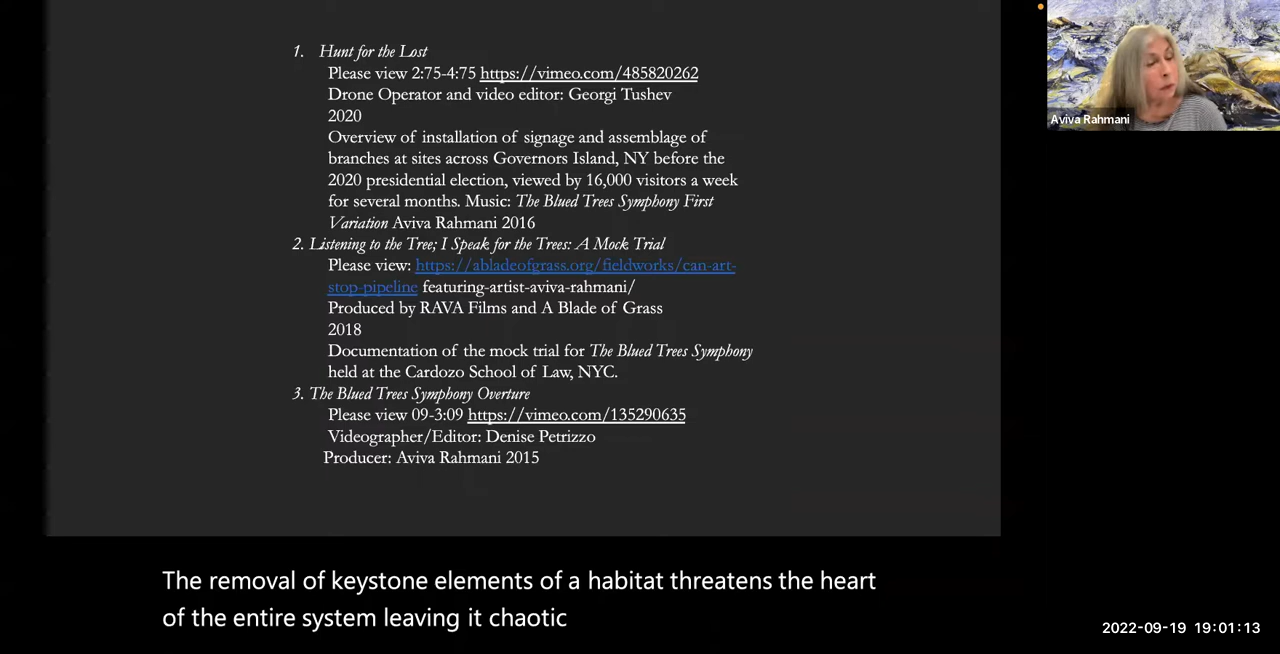 1. Hunt for the Lost
Please view 2:75-4:75 https://vimeo.com/485820262
Drone Operator and video editor: Georgi Tushev
2020
Overview of installation of signage and assemblage of
branches at sites across Governors Island, NY before the
2020 presidential election, viewed by 16,000 visitors a week
for several months. Music: The Blued Trees Symphony First
Variation Aviva Rahmani 2016
2. Listening to the Tree; I Speak for the Trees: A Mock Trial
Please view: https://abladeofgrass.org/fieldworks/can-art-
stop-pipeline featuring-artist-aviva-rahmani/
Produced by RAVA Films and A Blade of Grass
2018
Documentation of the mock trial for The Blued Trees Symphony
held at the Cardozo School of Law, NYC.
3. The Blued Trees Symphony Overture
Please view 09-3:09 https://vimeo.com/135290635
Videographer/Editor: Denise Petrizzo
Producer: Aviva Rahmani 2015
Aviva Rahmani
The removal of keystone elements of a habitat threatens the heart
of the entire system leaving it chaotic
2022-09-19 19:01:13